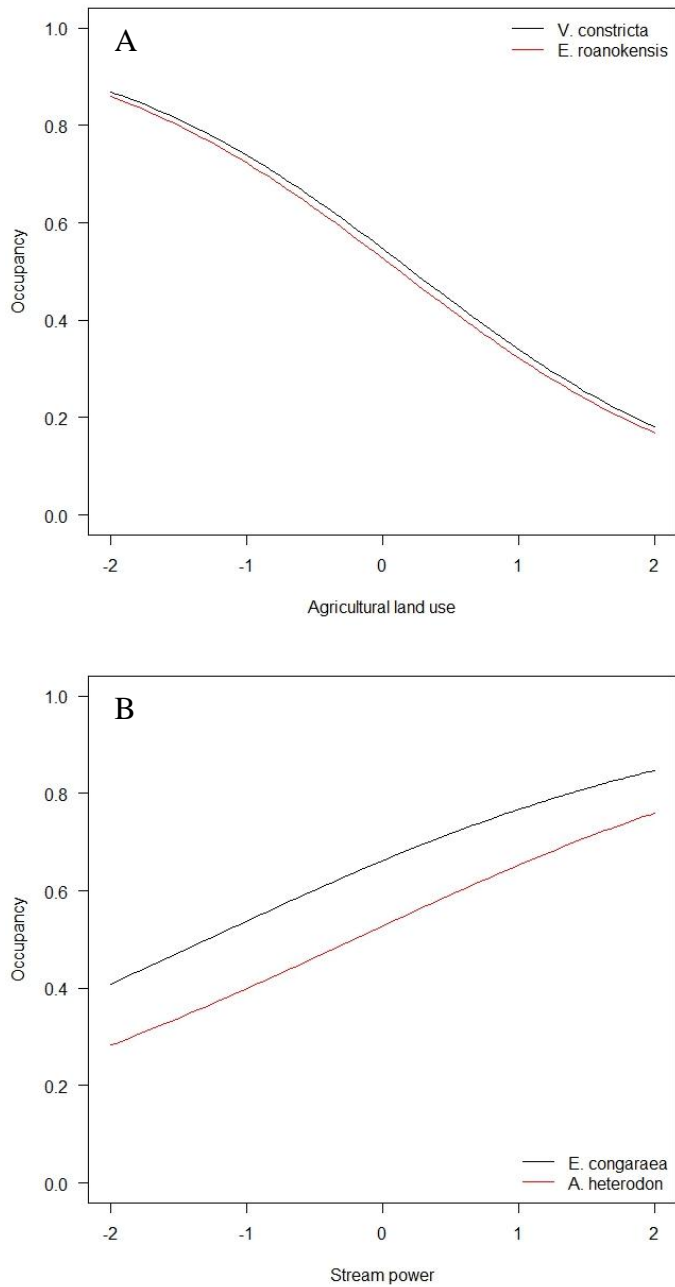 A
V. constricta
E. roanokensis
1.0
0.8
0.6
0.4
0.2
0.0
Occupancy
-2 -1 0 1 2
Agricultural land use
B
1.0
0.8
0.6
0.4
0.2
0.0
Occupancy
E. congaraea
A. heterodon
-2 -1 0 1 2
Stream power